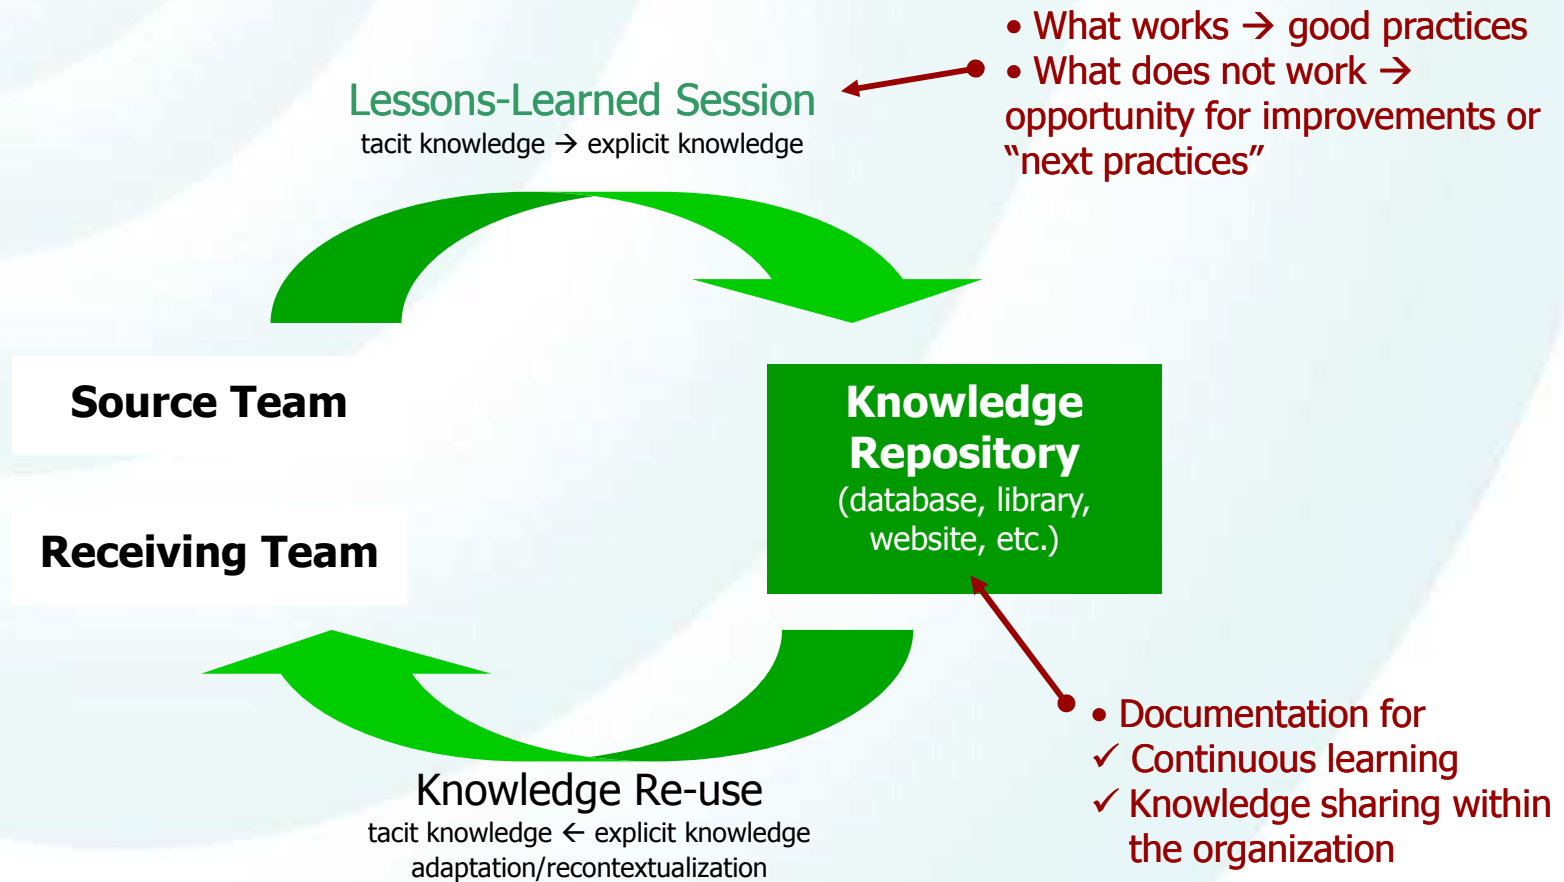 • What works → good practices
• What does not work →
opportunity for improvements or
“next practices”
Lessons-Learned Session
tacit knowledge → explicit knowledge
Source Team
Knowledge
Repository
(database, library,
website, etc.)
Receiving Team
• Documentation for
✓ Continuous learning
✓ Knowledge sharing within
the organization
Knowledge Re-use
tacit knowledge ← explicit knowledge
adaptation/recontextualization